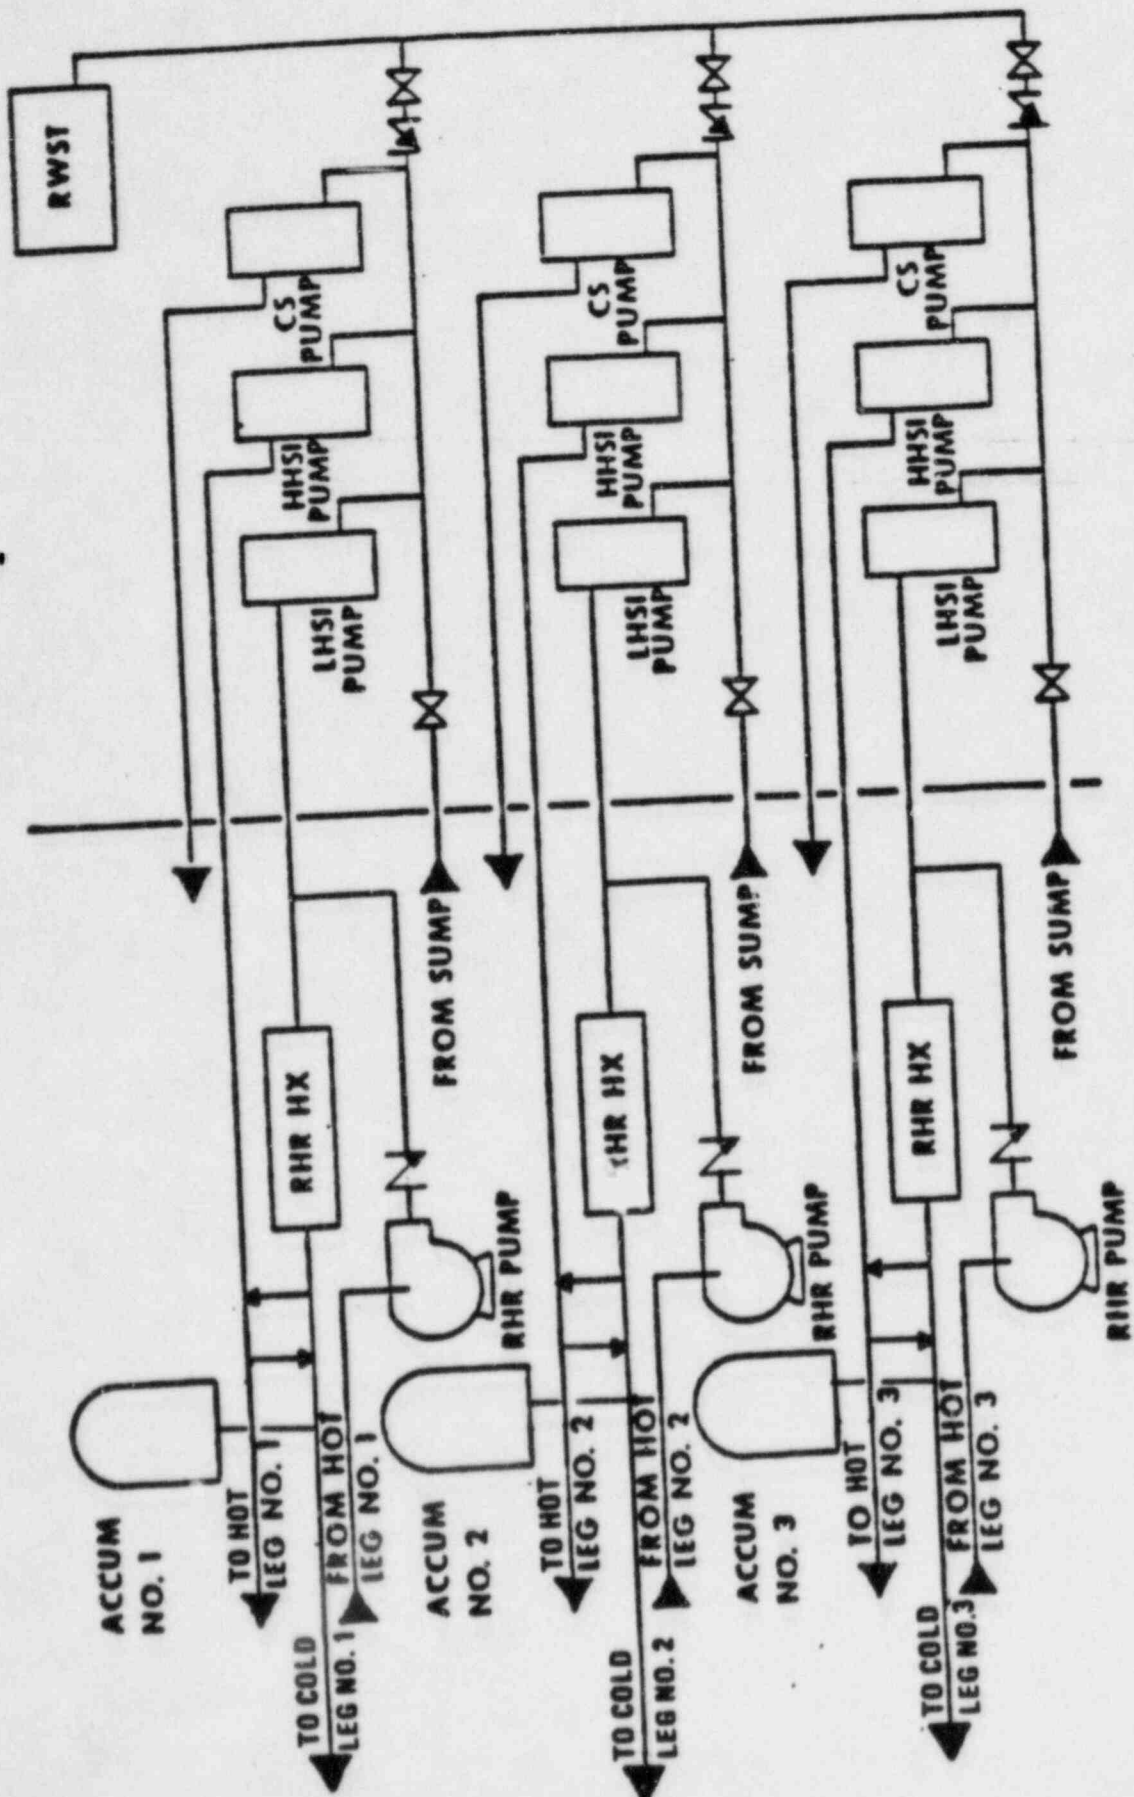 RWST
CS
PUMP
HHSI
PUMP
LHSI
PUMP
FROM SUMP
RHR HX
RHR PUMP
ACCUM
NO. 1
TO HOT
LEG NO. 1
FROM HOT
LEG NO. 1
TO COLD
LEG NO. 1
CS
PUMP
HHSI
PUMP
LHSI
PUMP
FROM SUMP
HX
RHR PUMP
ACCUM
NO. 2
TO HOT
LEG NO. 2
FROM HOT
LEG NO. 2
TO COLD
LEG NO. 2
CS
PUMP
HHSI
PUMP
LHSI
PUMP
FROM SUMP
RHR HX
RHR PUMP
ACCUM
NO. 3
TO HOT
LEG NO. 3
FROM HOT
LEG NO. 3
TO COLD
LEG NO.3